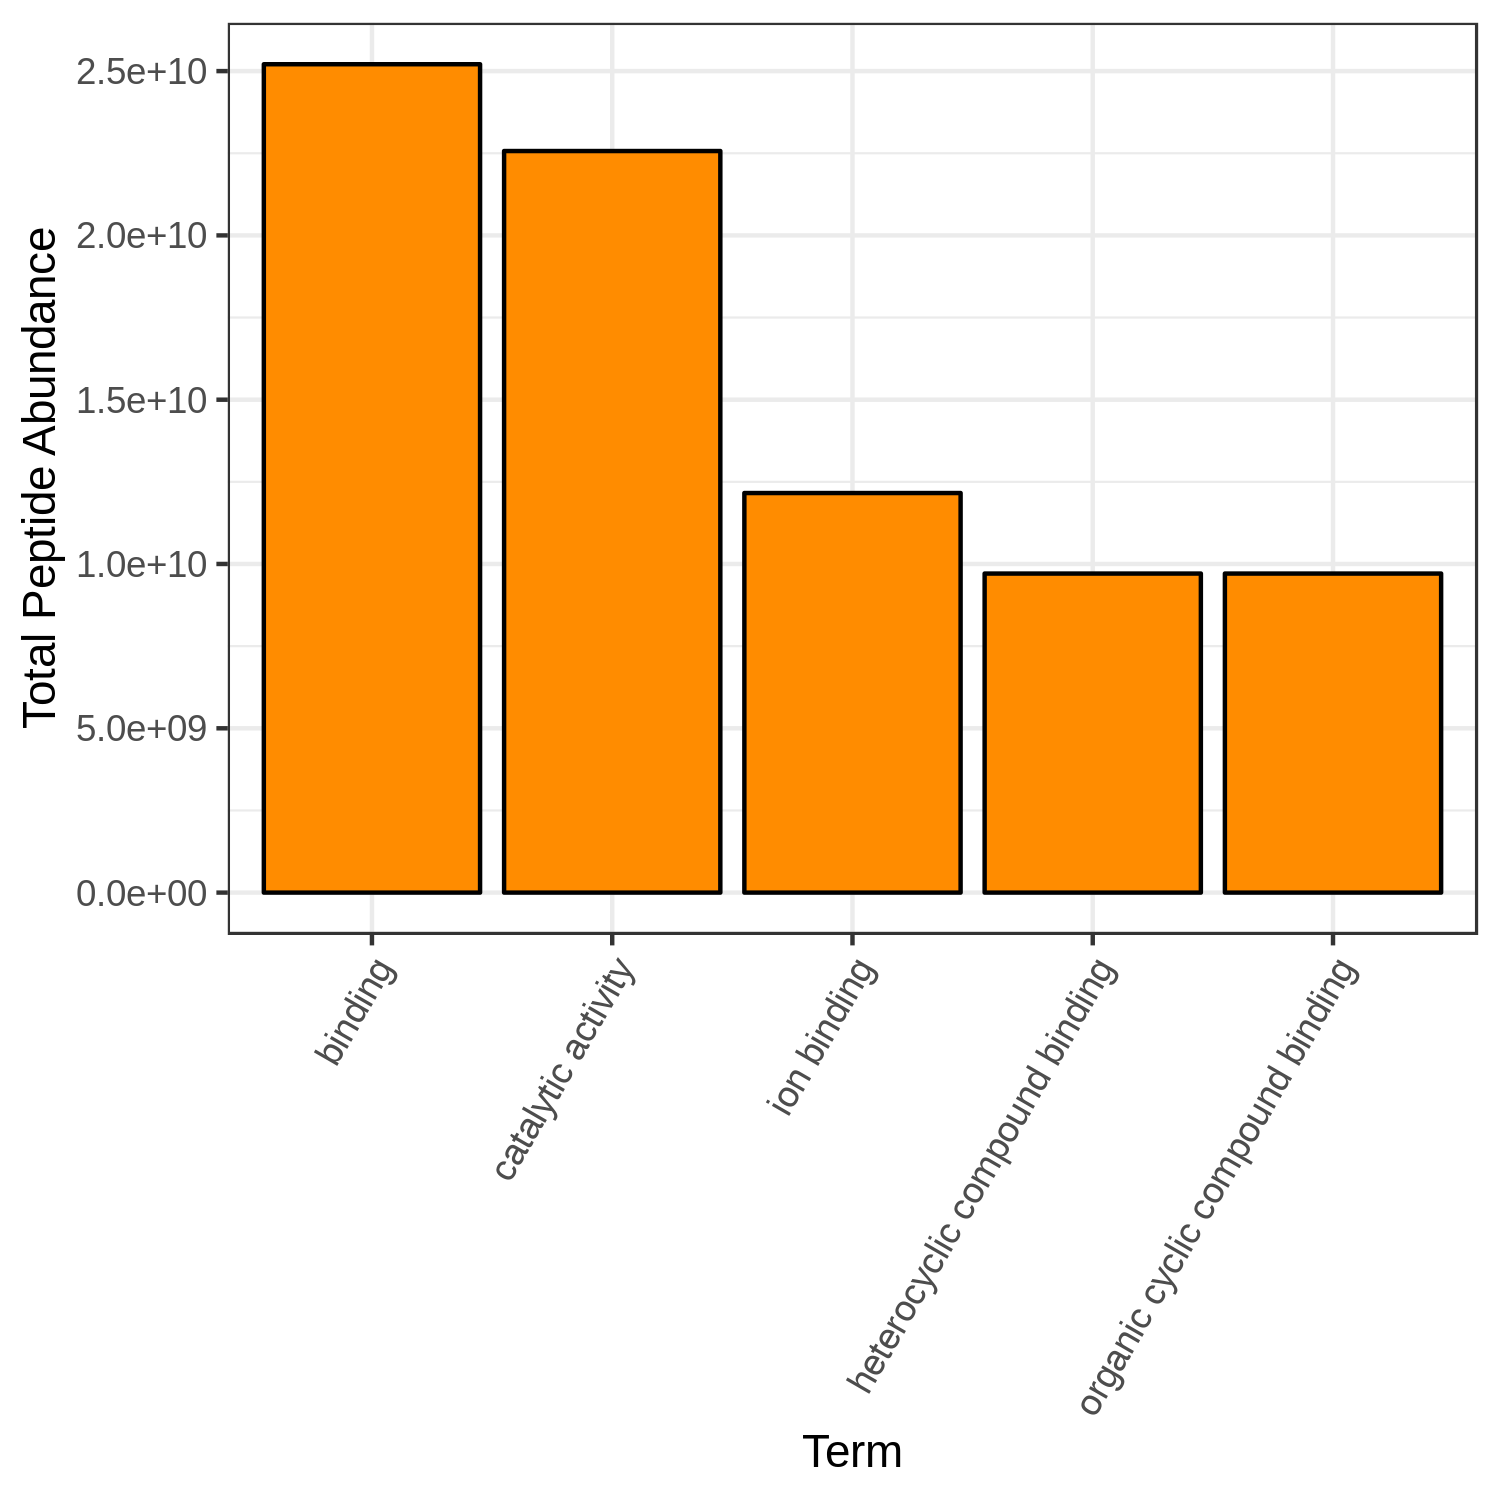 Total Peptide Abundance
2.5e+10
2.0e+10
1.5e+10
1.0e+10
5.0e+09
0.0e+00
binding
catalytic activity
ion binding
heterocyclic compound binding
organic cyclic compound binding
Term